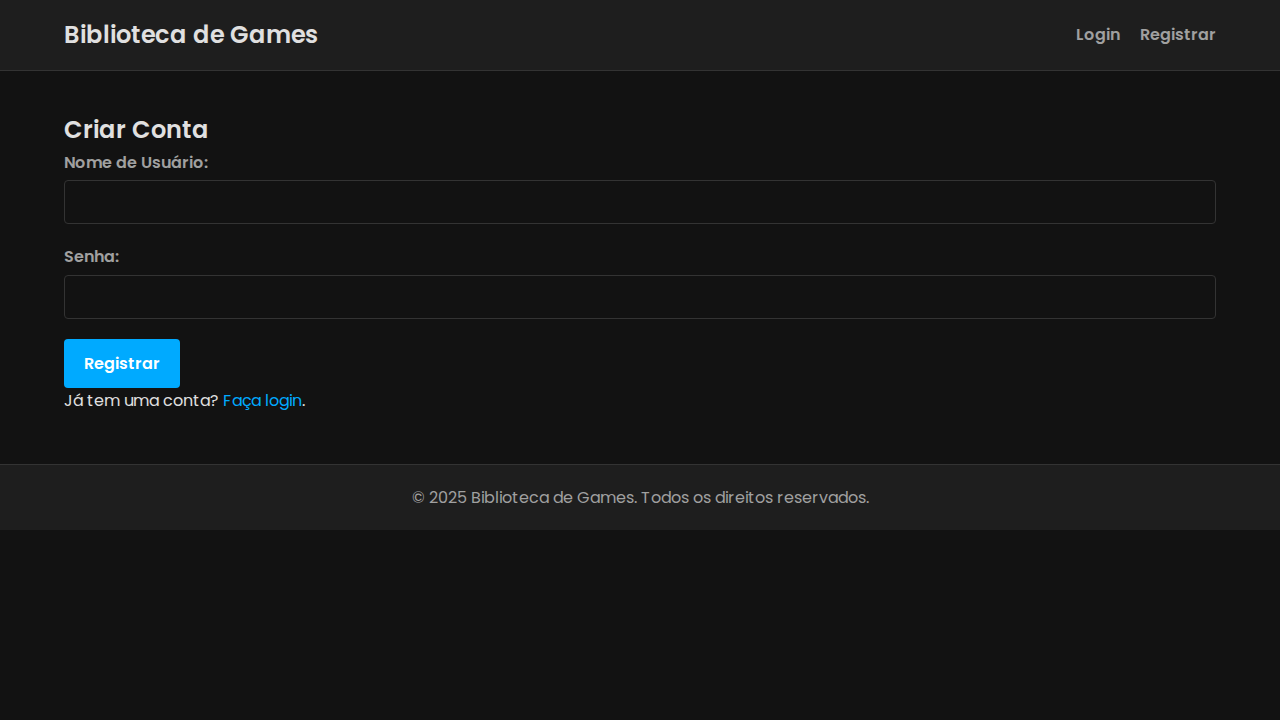 Biblioteca de Games
Login
Registrar
Criar Conta
Nome de Usuário:
Senha:
Registrar
Já tem uma conta? Faça login.
© 2025 Biblioteca de Games. Todos os direitos reservados.